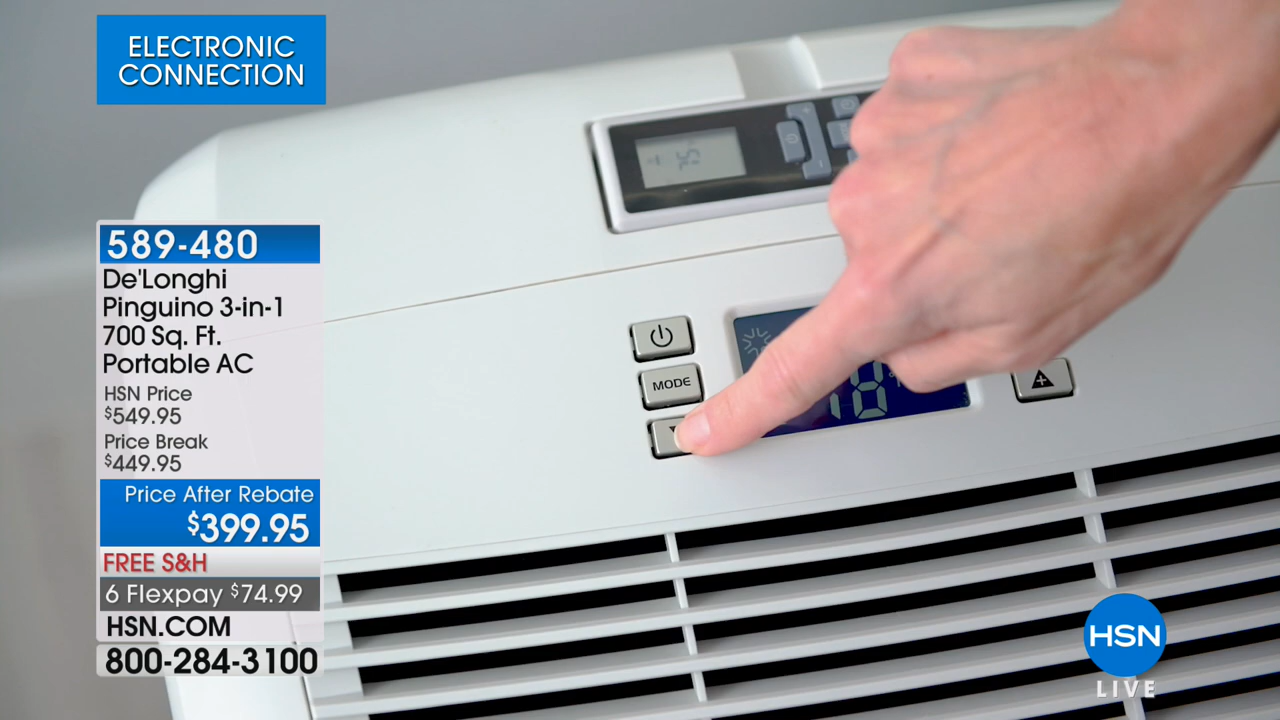 ELECTRONIC
CONNECTION
589-480
De'Longhi
Pinguino 3-in-1
700 Sq. Ft.
Portable AC
HSN Price
$549.95
Price Break
$449.95
Price After Rebate
$399.95
FREE S&H
6 Flexpay $74.99
HSN.COM
800-284-3100
MODE
HSN
LIVE